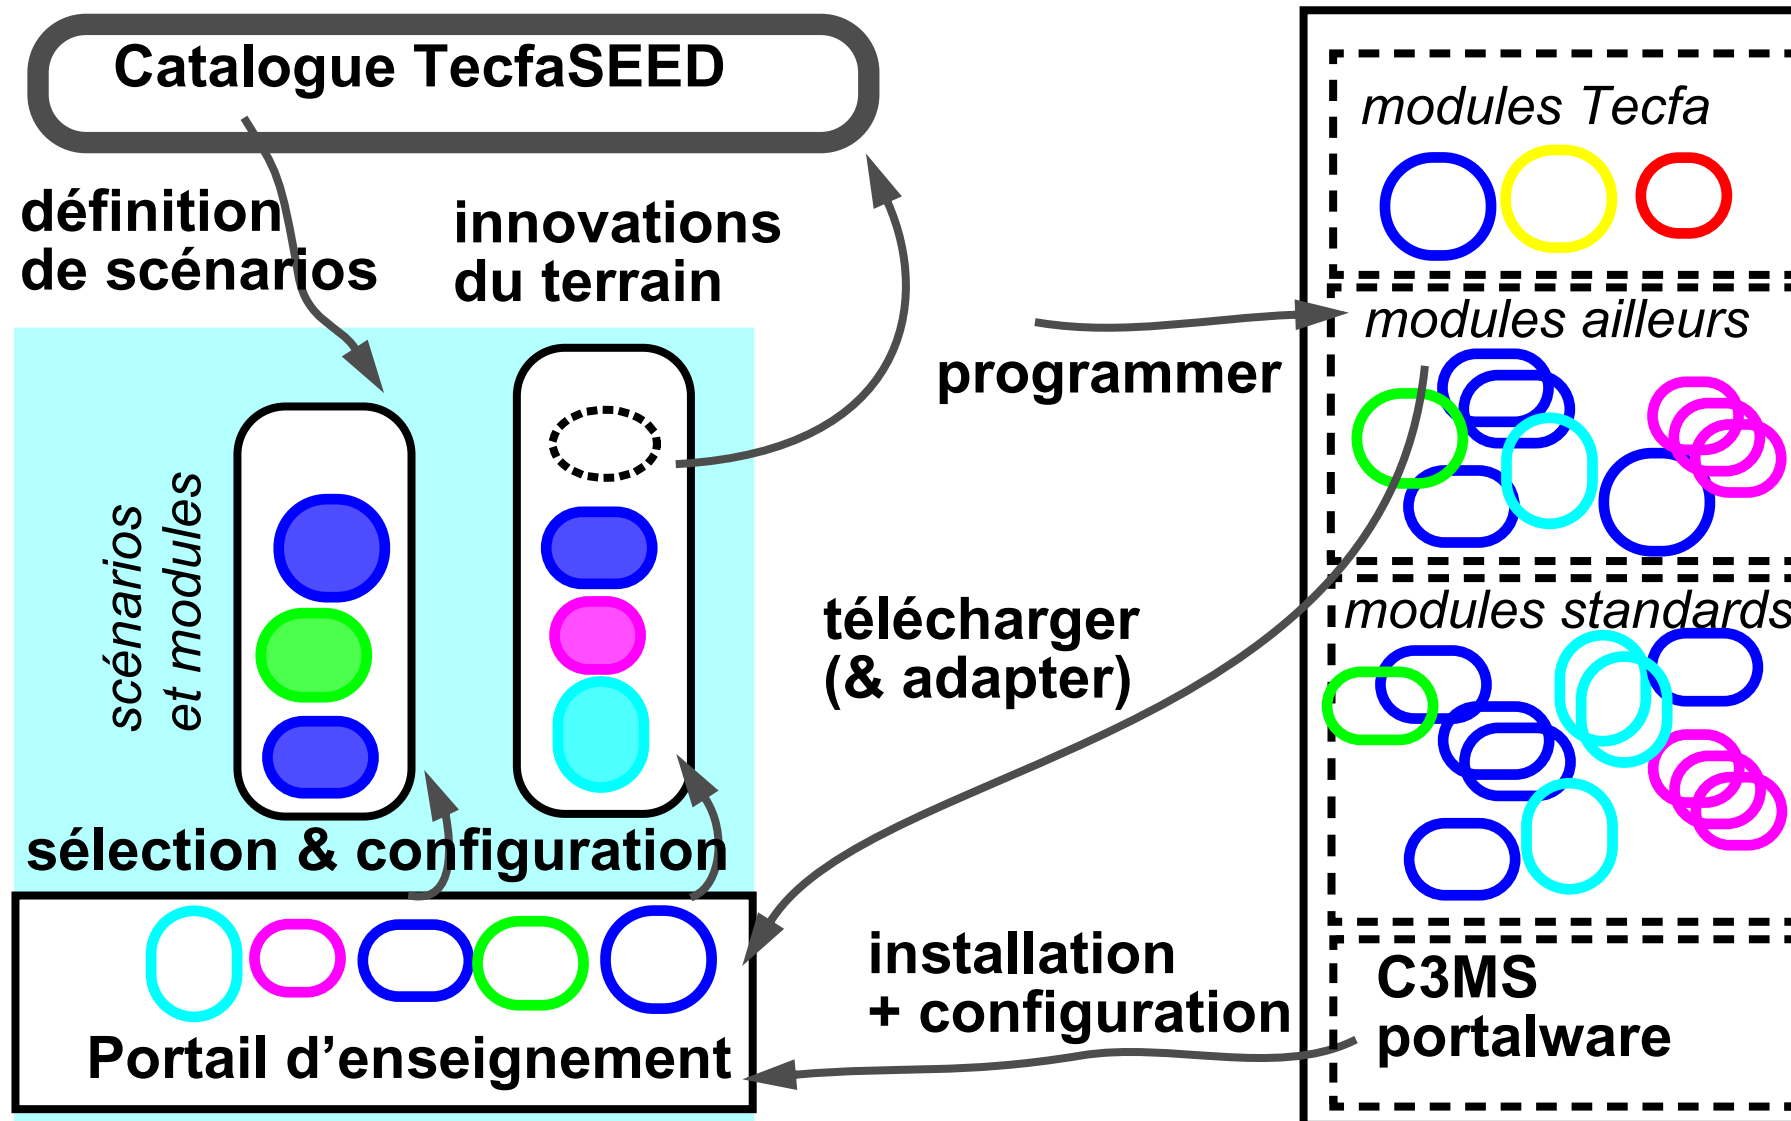 Catalogue TecfaSEED
définition
de scénarios
innovations
du terrain
scénarios
et modules
sélection & configuration
Portail d’enseignement
programmer
télécharger
(& adapter)
installation
+ configuration
modules Tecfa
modules ailleurs
modules standards
C3MS
portalware